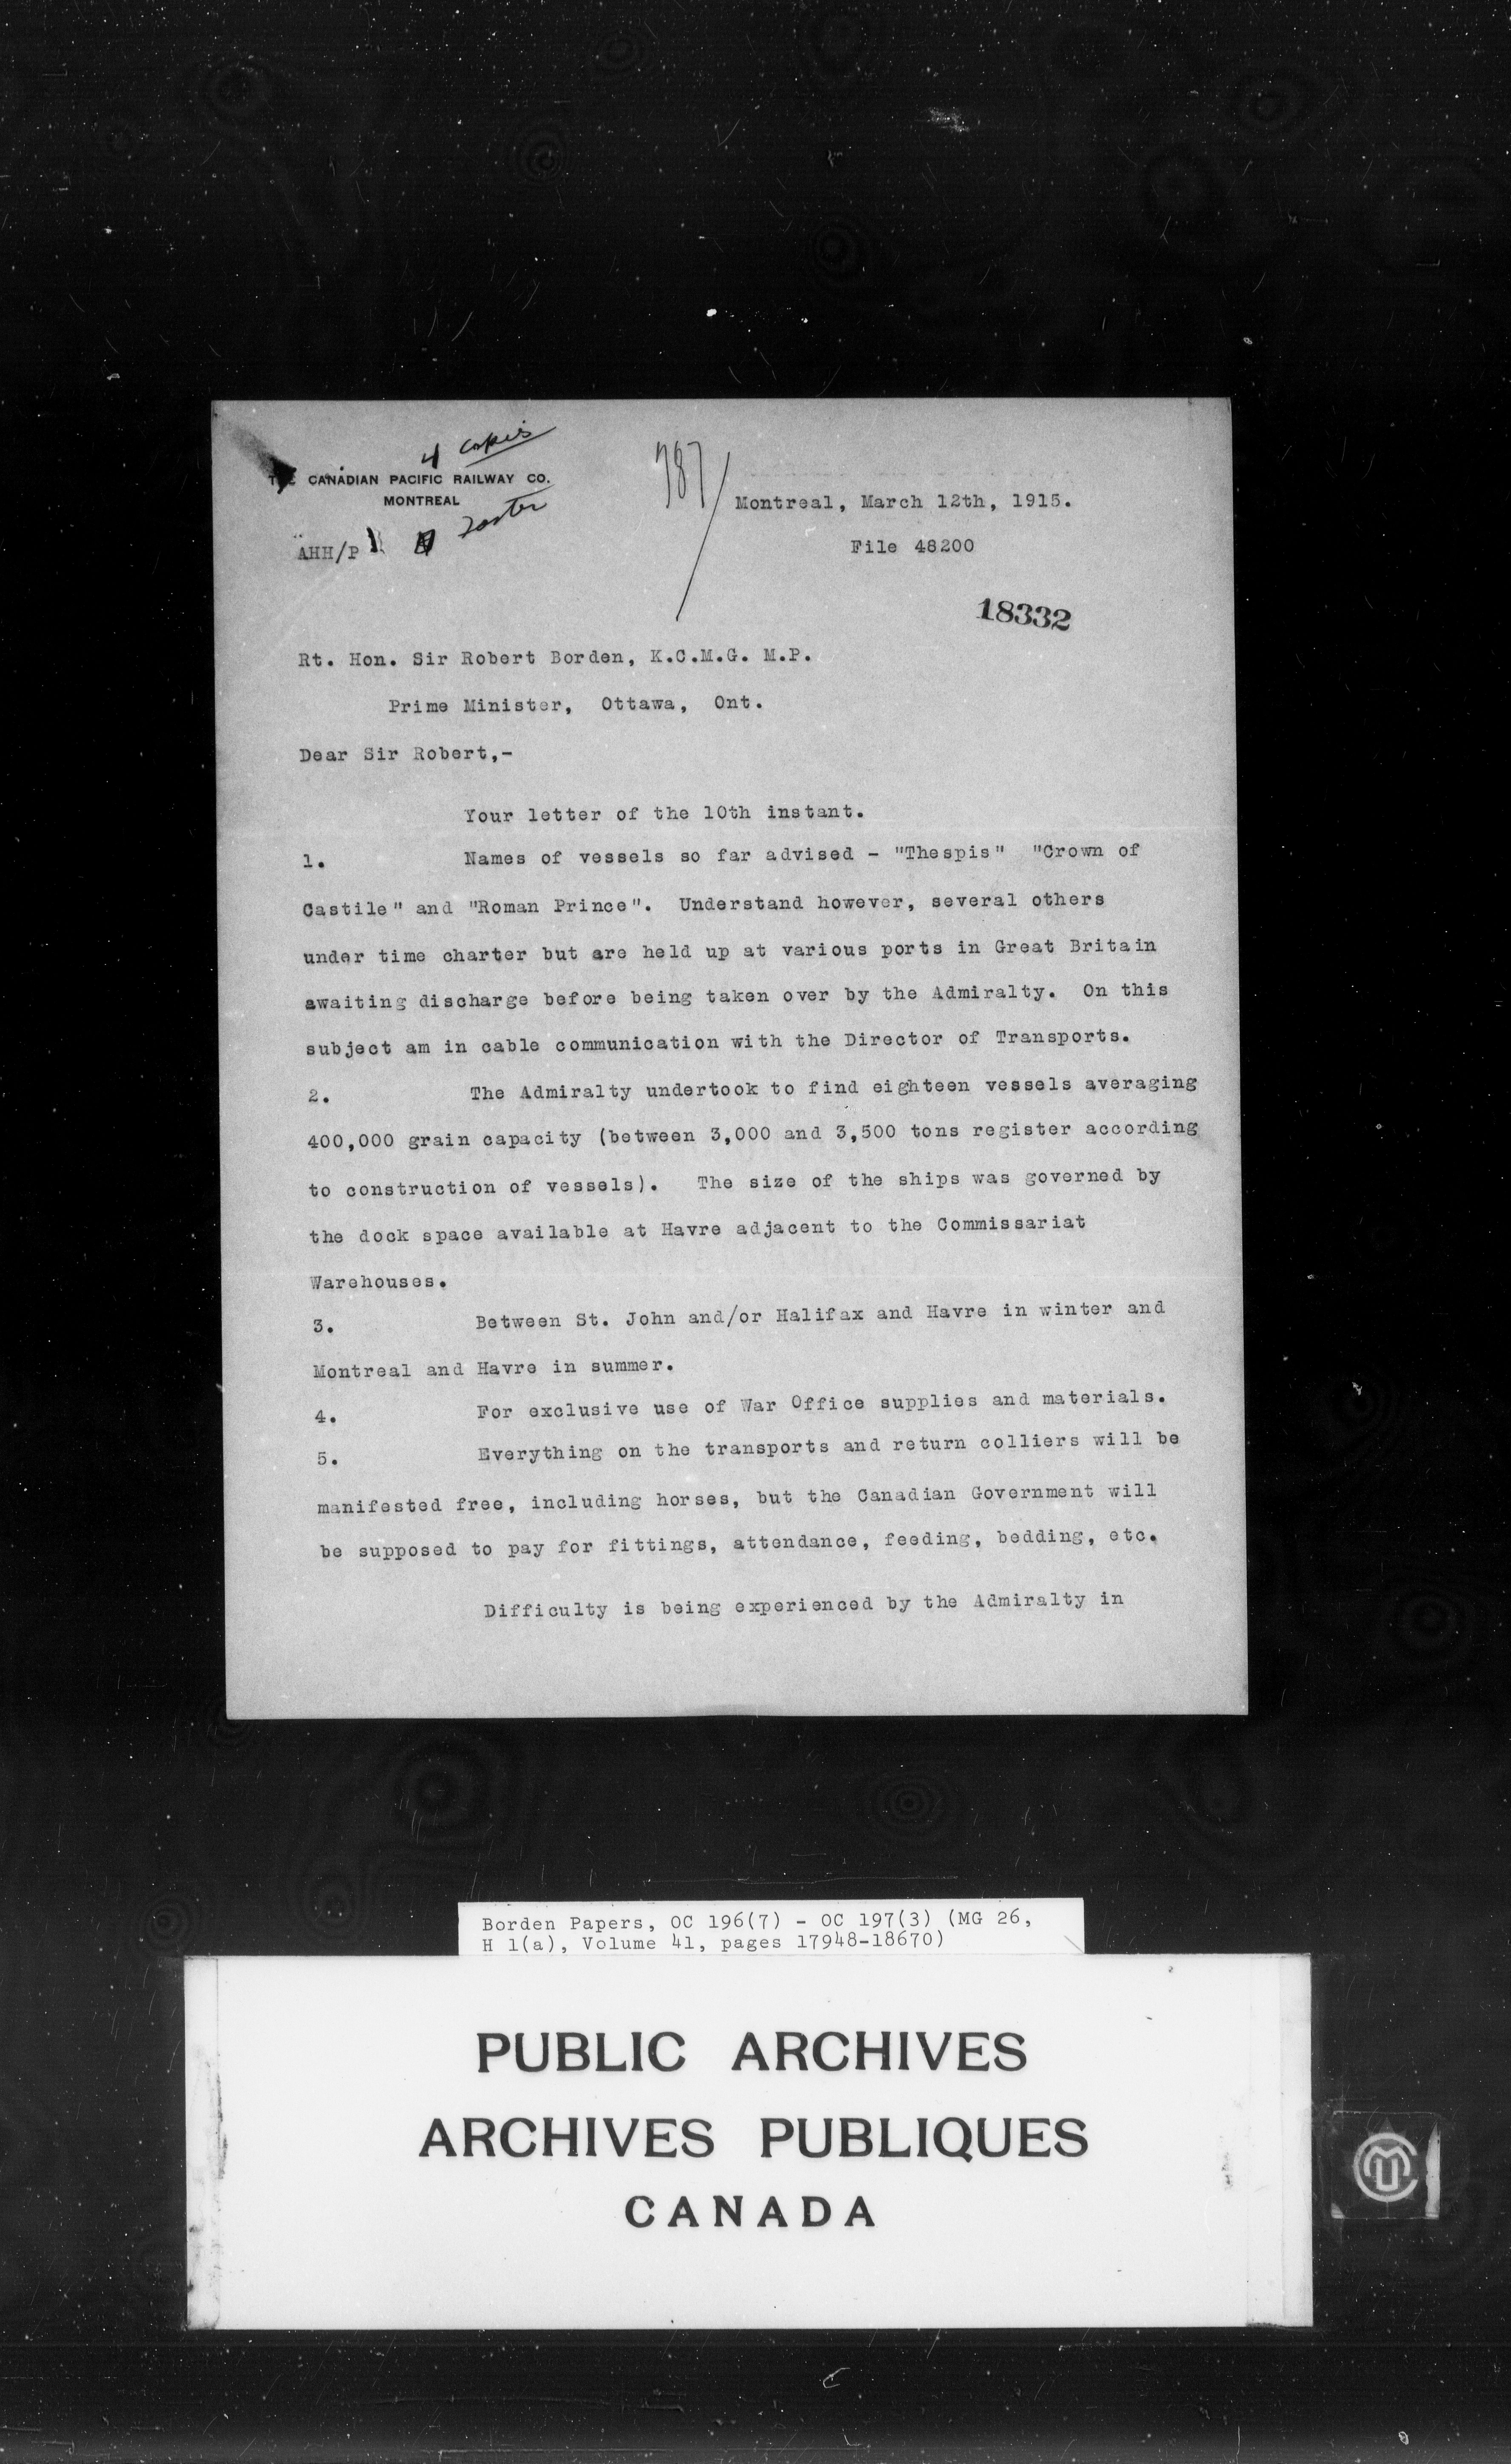 4 copies
THE CANADIAN PACIFIC RAILWAY CO.
MONTREAL
Foster
787
Montreal, March 12th, 1915.
AHH/P
File 48200
18332
Rt. Hon. Sir Robert Borden, K.C.M.G. M.P.
Prime Minister, Ottawa, Ont.
Dear Sir Robert,-
Your letter of the 10th instant.
1. Names of vessels so far advised - "Thespis" "Crown of
Castile" and "Roman Prince". Understand however, several others
under time charter but are held up at various ports in Great Britain
awaiting discharge before being taken over by the Admiralty. On this
subject am in cable communication with the Director of Transports.
2. The Admiralty undertook to find eighteen vessels averaging
400,000 grain capacity (between 3,000 and 3,500 tons register according
to construction of vessels). The size of the ships was governed by
the dock space available at Havre adjacent to the Commissariat
Warehouses.
3. Between St. John and/or Halifax and Havre in winter and
Montreal and Havre in summer.
4. For exclusive use of War Office supplies and materials.
5. Everything on the transports and return colliers will be
manifested free, including horses, but the Canadian Government will
be supposed to pay for fittings, attendance, feeding, bedding, etc.
Difficulty is being experienced by the Admiralty in
Borden Papers, OC 196(7) - OC 197(3) (MG 26,
H 1(a), Volume 41, pages 17948-18670)
PUBLIC ARCHIVES
ARCHIVES PUBLIQUES
CANADA